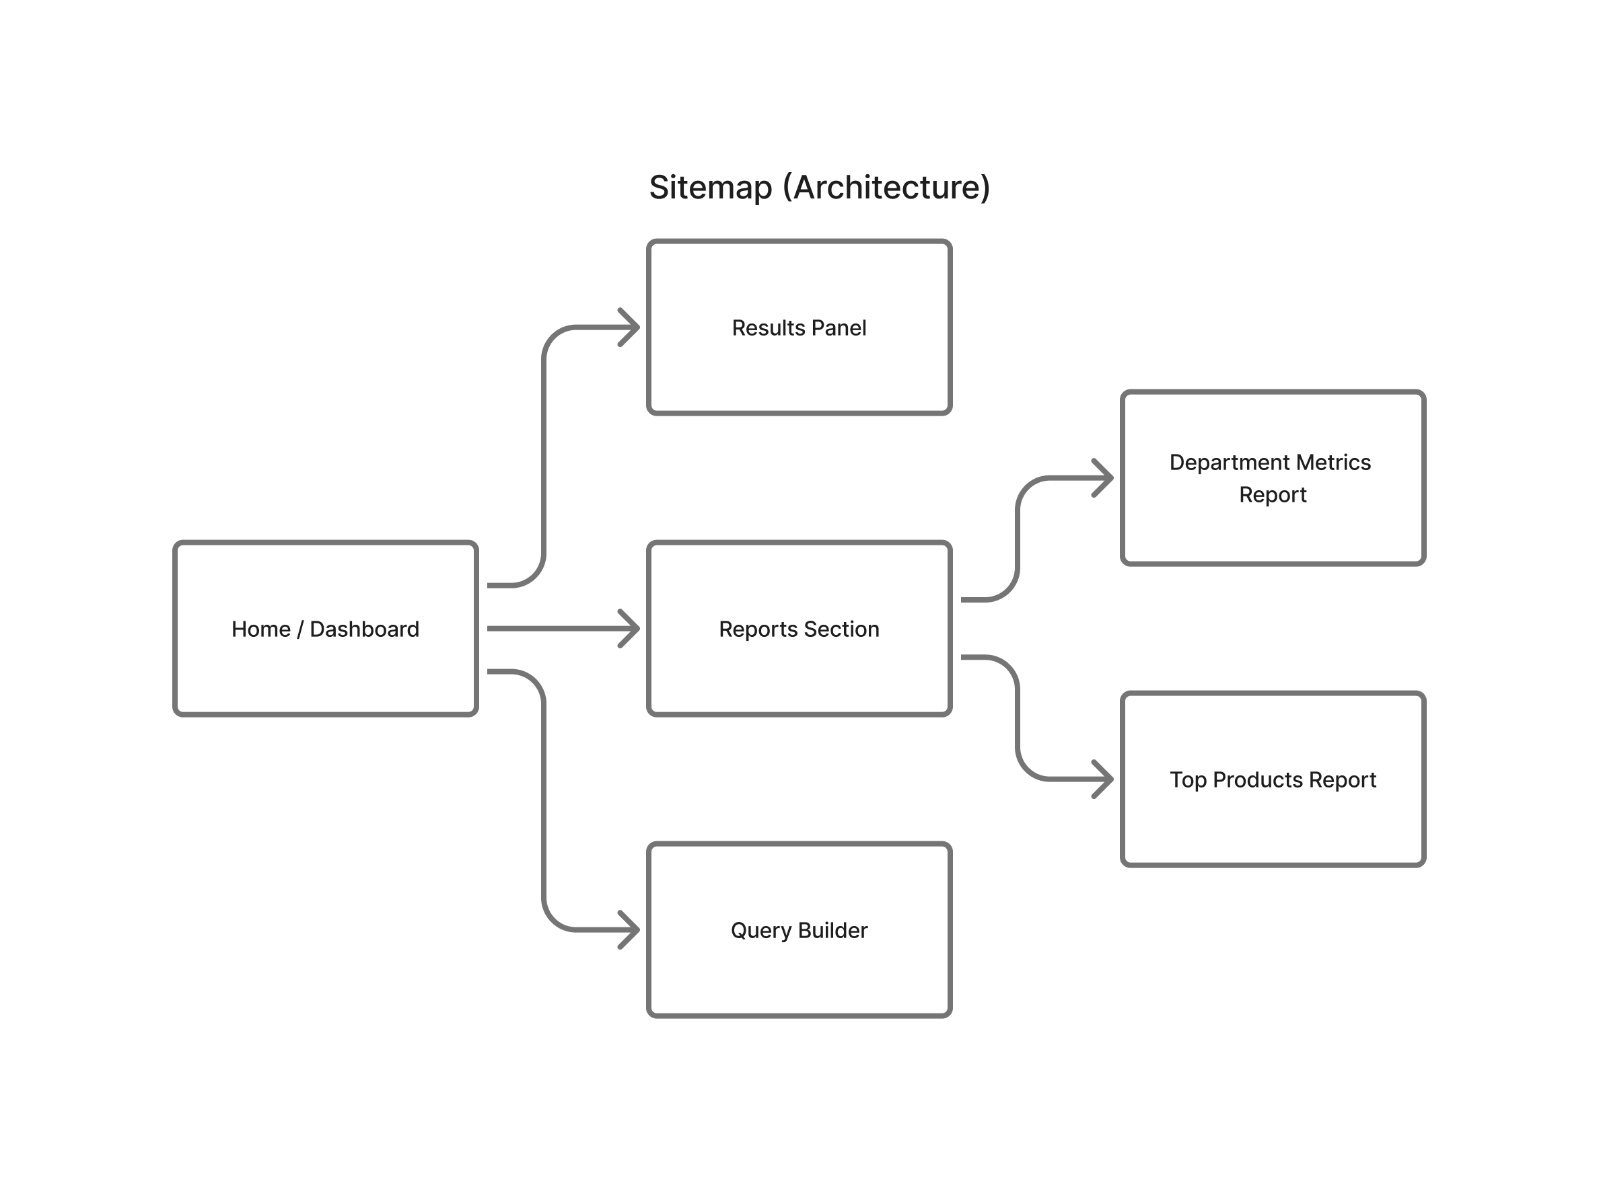 Sitemap (Architecture)
Results Panel
Department Metrics
Report
Home / Dashboard
Reports Section
Top Products Report
Query Builder